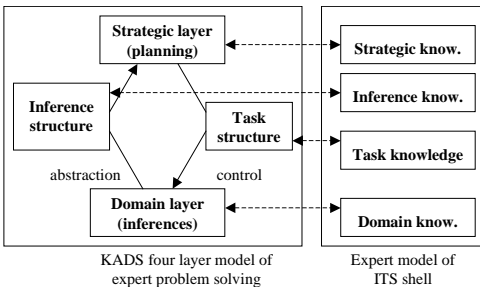 Strategic layer
(planning)
Strategic know.
Inference know.
Inference
structure
Task
structure
Task knowledge
abstraction
control
Domain layer
(inferences)
Domain know.
KADS four layer model of
expert problem solving
Expert model of
ITS shell